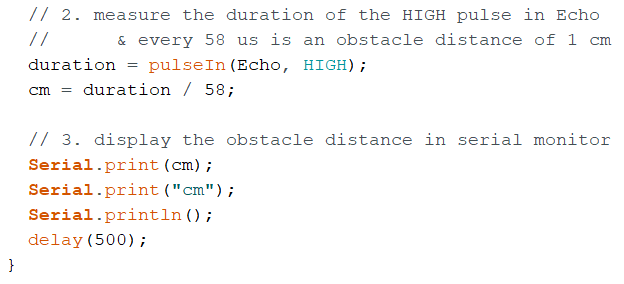 // 2. measure the duration of the HIGH pulse in Echo
//      & every 58 us is an obstacle distance of 1 cm
duration = pulseIn(Echo, HIGH);
cm = duration / 58;

// 3. display the obstacle distance in serial monitor
Serial.print(cm);
Serial.print("cm");
Serial.println();
delay(500);
}